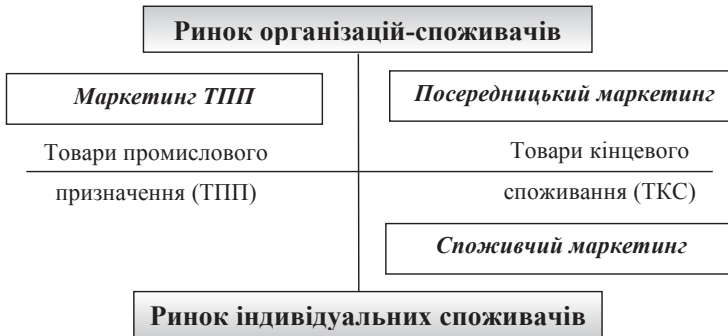 Ринок організацій-споживачів
Маркетинг ТПП
Посередницький маркетинг
Товари промислового
призначення (ТПП)
Товари кінцевого
споживання (ТКС)
Споживчий маркетинг
Ринок індивідуальних споживачів